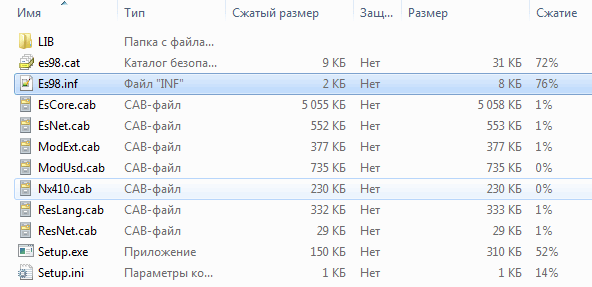 Имя Тип Сжатый размер Защ... Размер Сжатие
LIB Папка с файла...
es98.cat Каталог безопа... 9 КБ Нет 31 КБ 72%
Es98.inf Файл "INF" 2 КБ Нет 8 КБ 76%
EsCore.cab CAB-файл 5 055 КБ Нет 5 058 КБ 1%
EsNet.cab CAB-файл 552 КБ Нет 553 КБ 1%
ModExt.cab CAB-файл 377 КБ Нет 377 КБ 1%
ModUsd.cab CAB-файл 735 КБ Нет 735 КБ 0%
Nx410.cab CAB-файл 230 КБ Нет 230 КБ 0%
ResLang.cab CAB-файл 332 КБ Нет 333 КБ 1%
ResNet.cab CAB-файл 29 КБ Нет 29 КБ 1%
Setup.exe Приложение 150 КБ Нет 310 КБ 52%
Setup.ini Параметры ко... 1 КБ Нет 1 КБ 14%